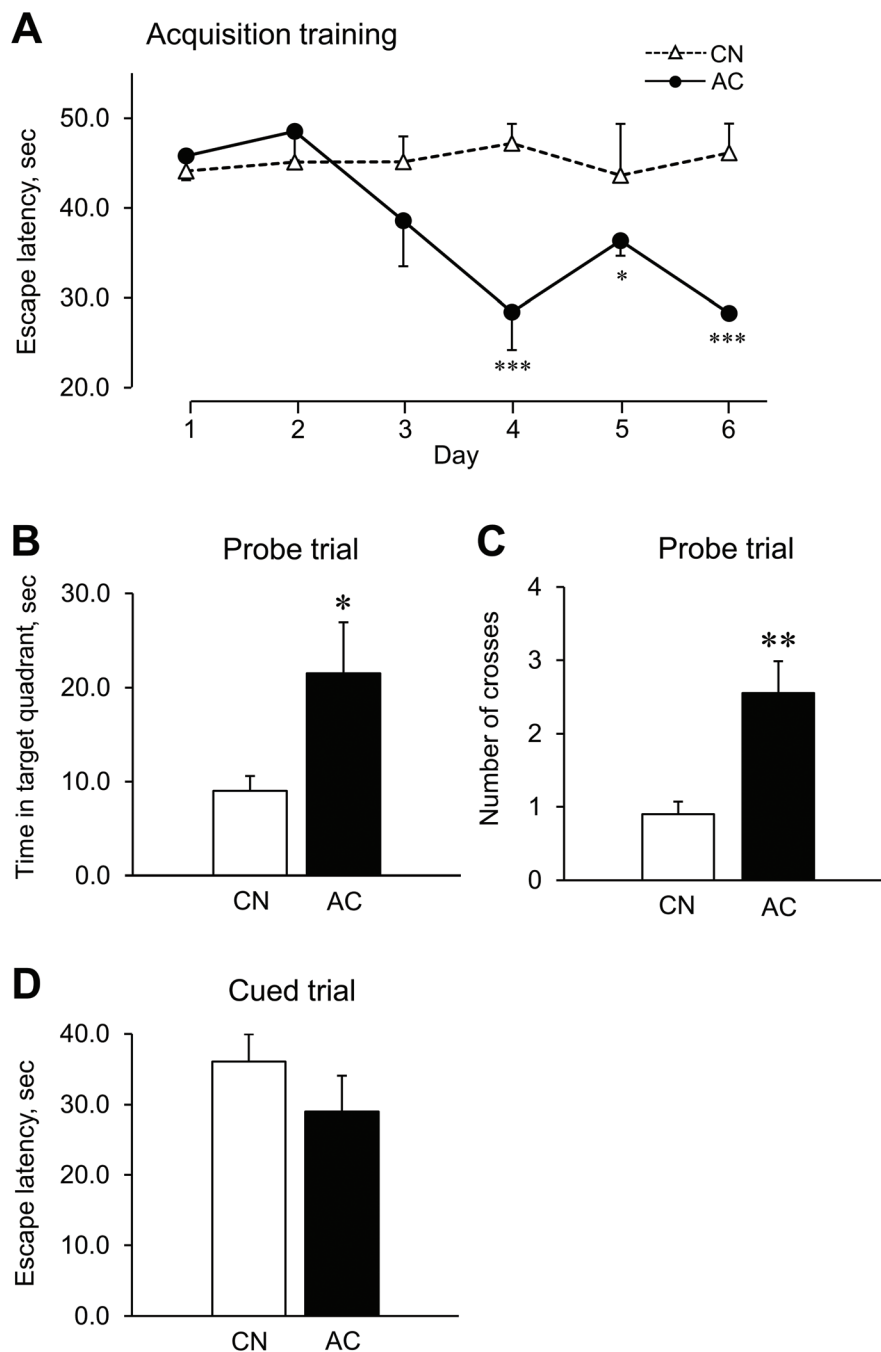 A Acquisition training
CN
AC
Escape latency, sec
50.0
40.0
30.0
20.0
*
***
***
1 2 3 4 5 6
Day
B Probe trial
Time in target quadrant, sec
30.0
20.0
10.0
0.0
*
CN AC
C Probe trial
Number of crosses
4
3
2
1
0
**
CN AC
D Cued trial
Escape latency, sec
40.0
30.0
20.0
10.0
0.0
CN AC